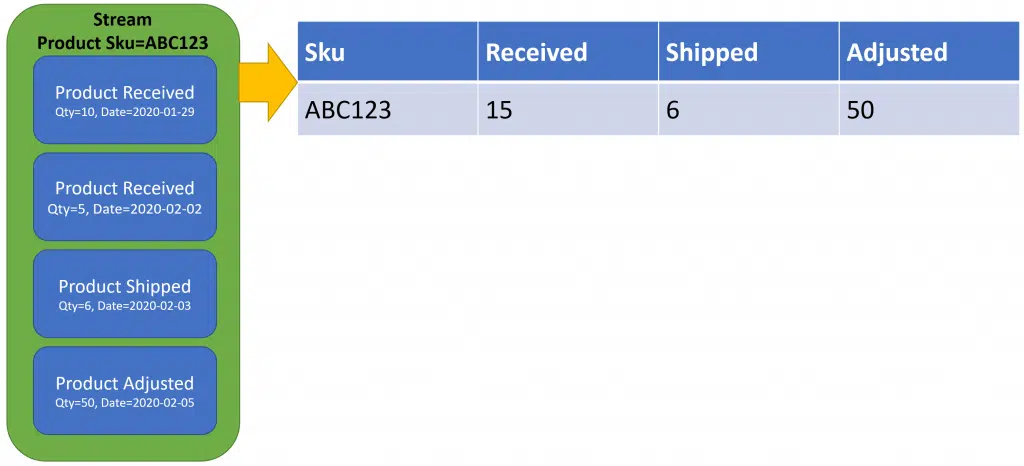 Stream
Product Sku=ABC123
Product Received
Qty=10, Date=2020-01-29
Product Received
Qty=5, Date=2020-02-02
Product Shipped
Qty=6, Date=2020-02-03
Product Adjusted
Qty=50, Date=2020-02-05
Sku Received Shipped Adjusted
ABC123 15 6 50